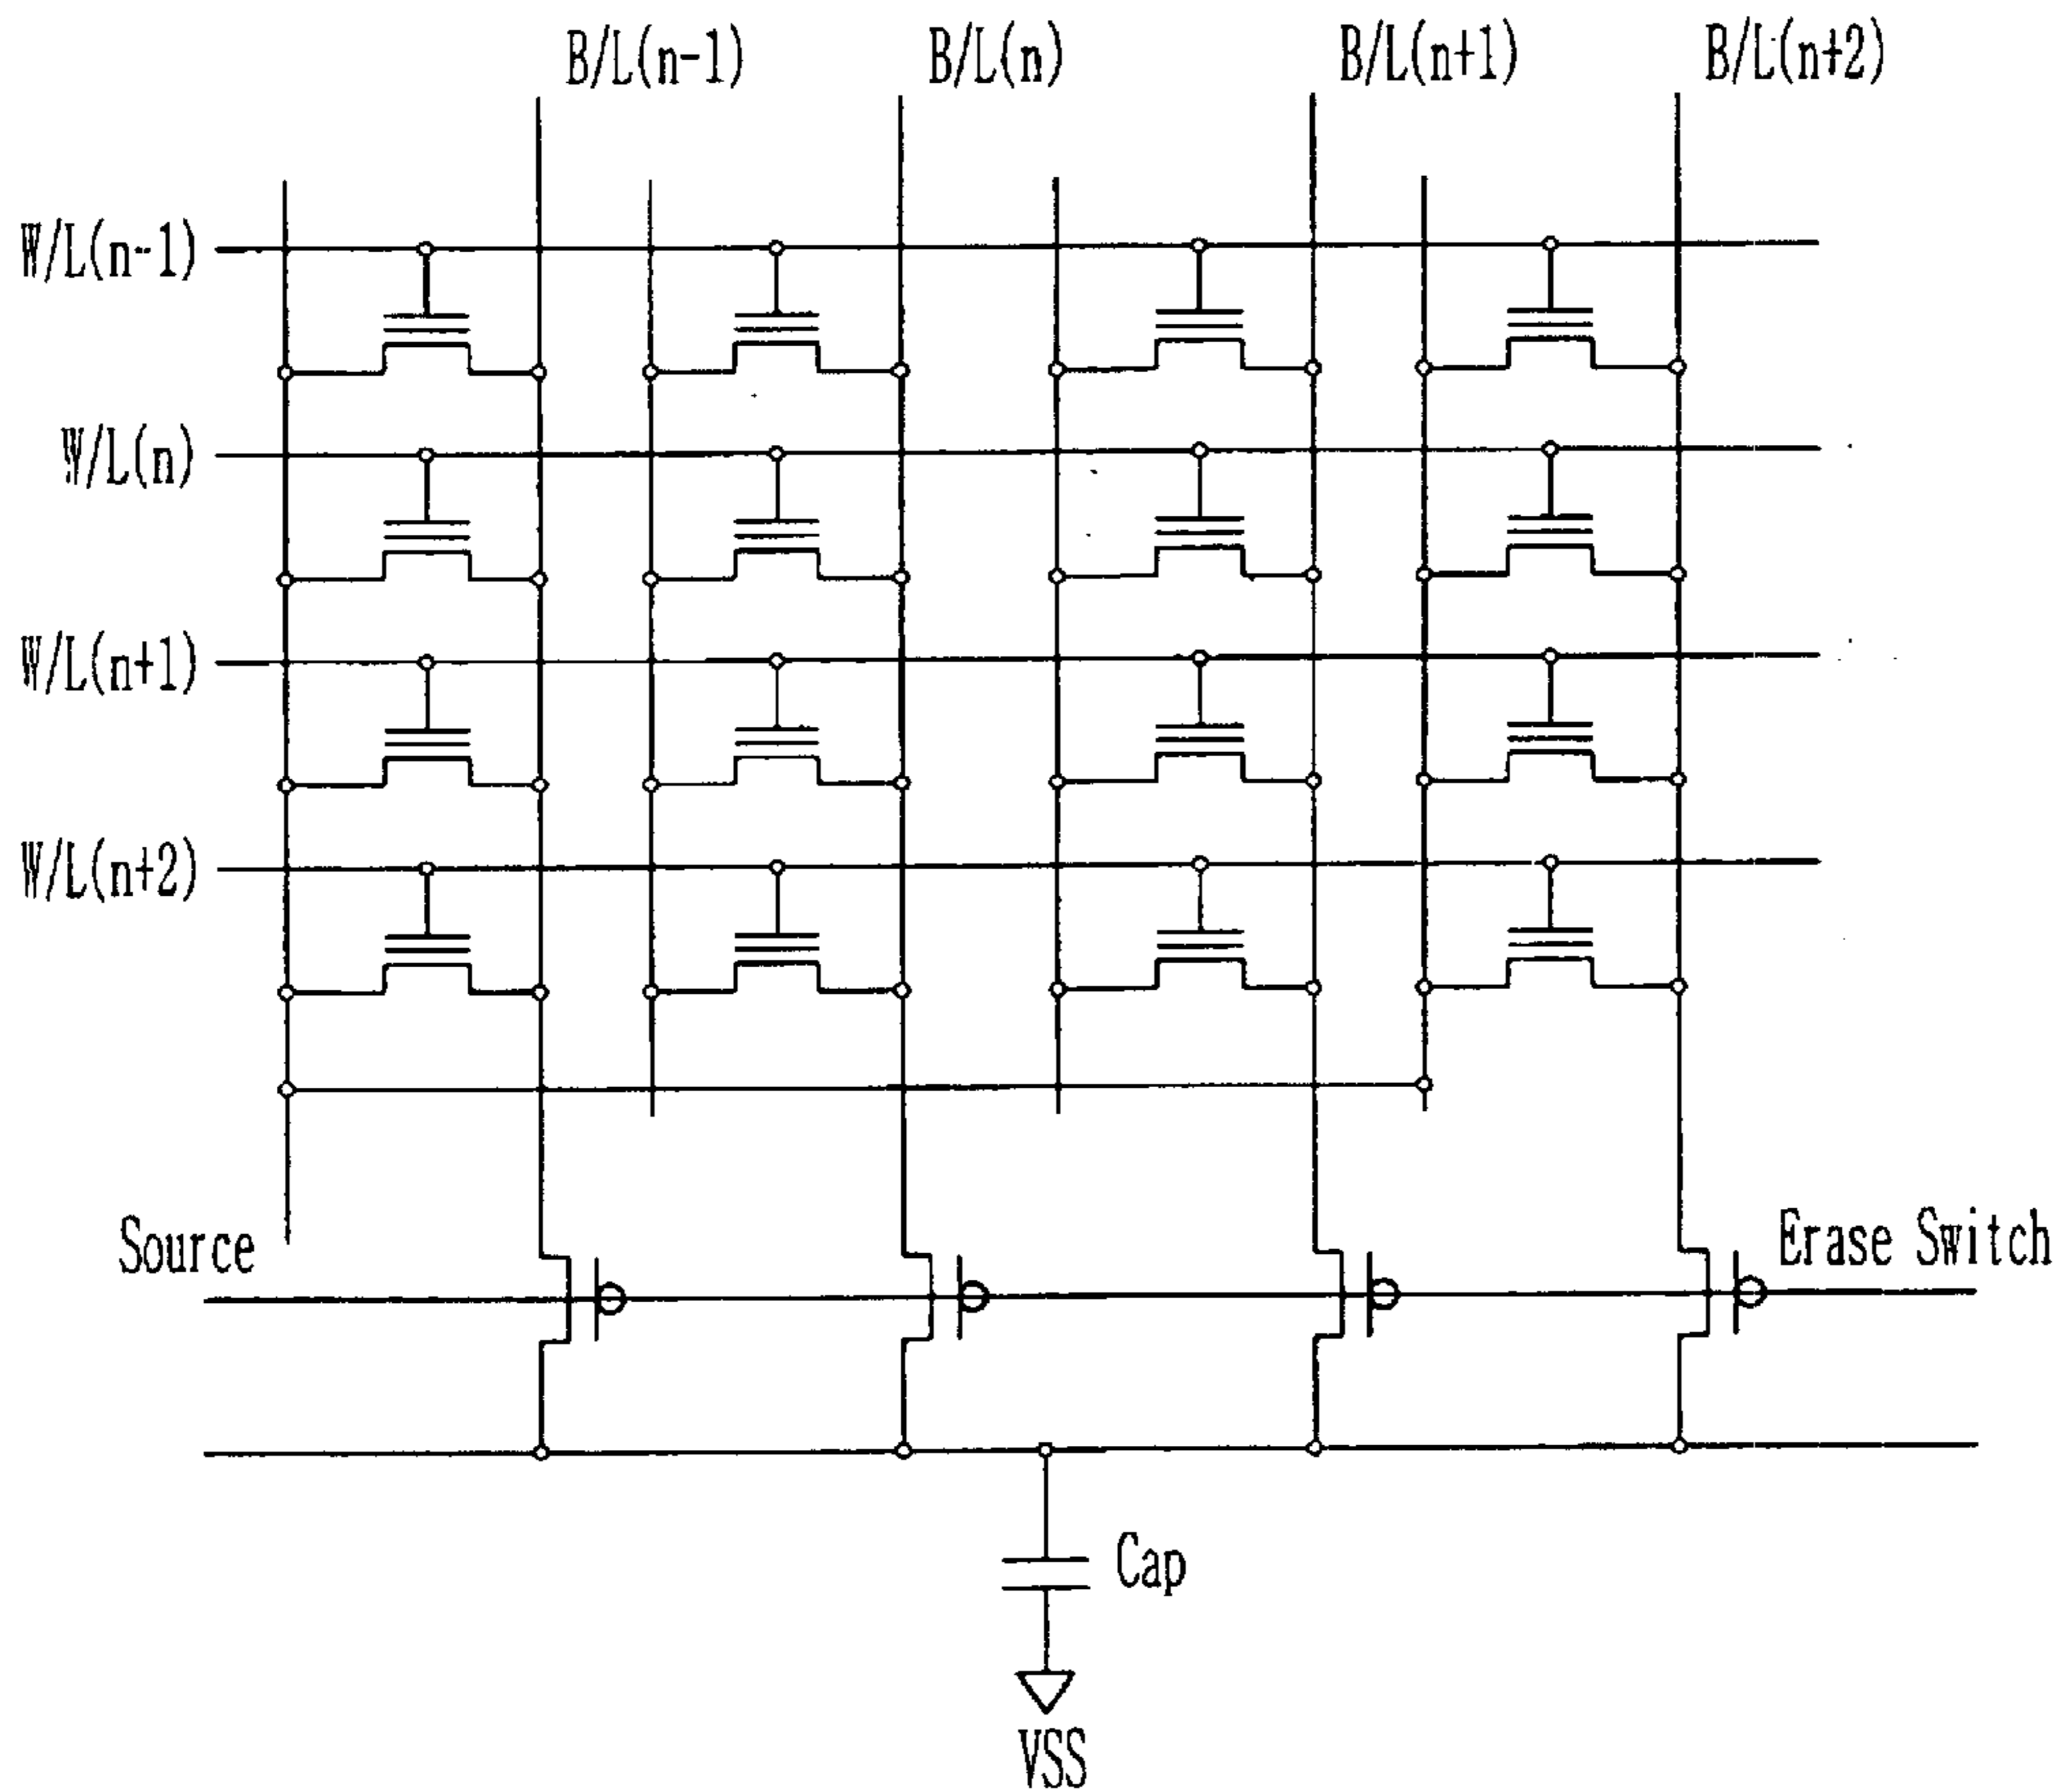 B/L(n-1) B/L(n) B/L(n+1) B/L(n+2)
W/L(n-1)
W/L(n)
W/L(n+1)
W/L(n+2)
Source
Erase Switch
Cap
VSS